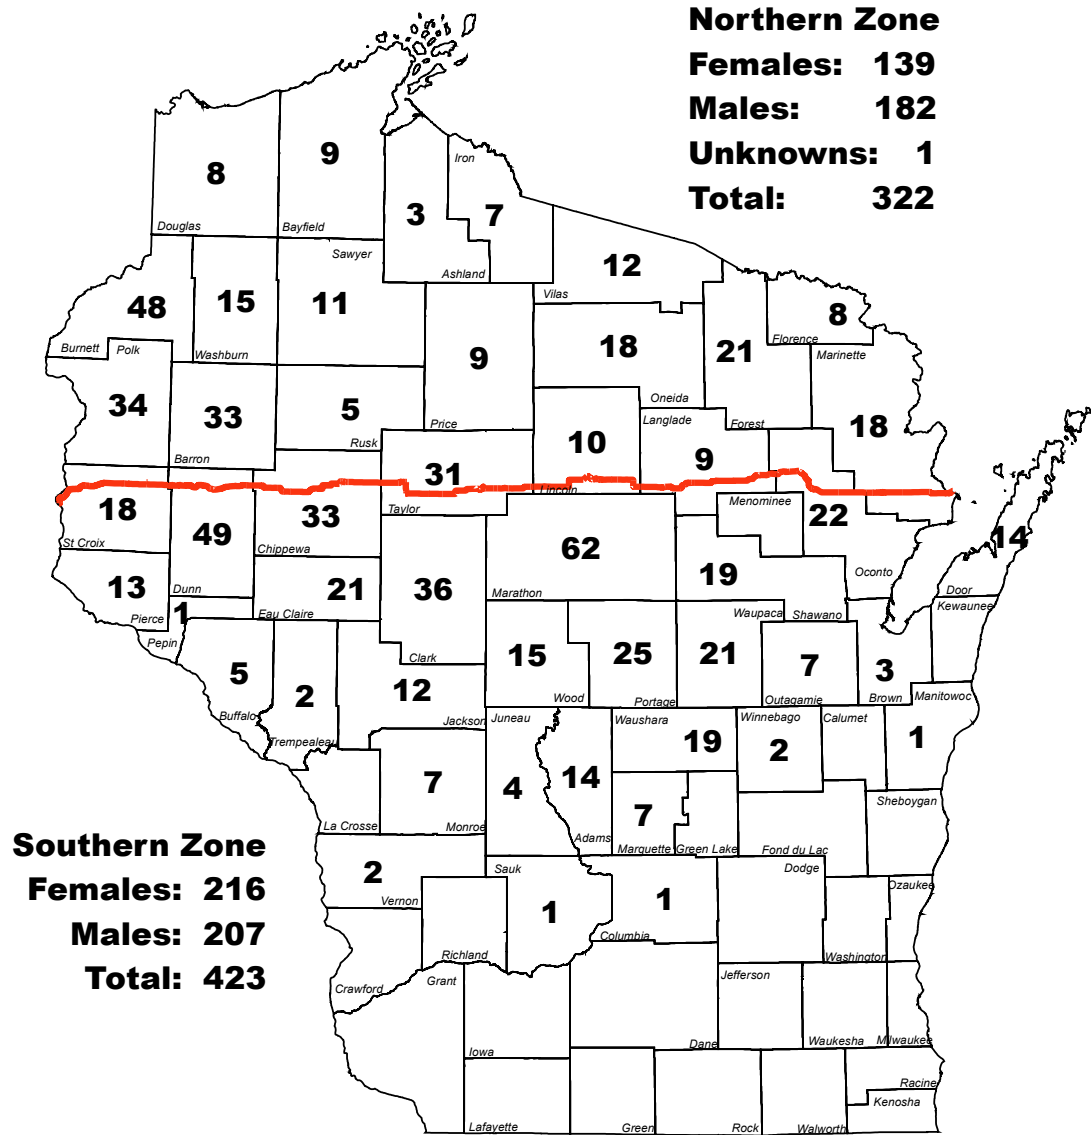 Northern Zone
Females: 139
Males: 182
Unknowns: 1
Total: 322
8
Douglas
9
Bayfield
3
Ashland
Iron
7
Sawyer
11
12
Vilas
48
Burnett
15
Washburn
8
Florence
18
Oneida
21
Forest
Marinette
18
Polk
34
33
Barron
5
Rusk
9
Price
10
Lincoln
Langlade
9
31
Taylor
18
St Croix
49
Dunn
33
Chippewa
Menominee
22
Oconto
14
Door
62
Marathon
19
Shawano
13
Pierce
1
Pepin
21
Eau Claire
36
Clark
Kewaunee
5
Buffalo
2
Trempealeau
12
Jackson
15
Wood
25
Portage
Waupaca
21
7
Outagamie
3
Brown
Manitowoc
1
Juneau
4
14
Adams
Waushara
19
Winnebago
2
Calumet
La Crosse
7
Monroe
7
Marquette
Green Lake
Fond du Lac
Sheboygan
Southern Zone
Females: 216
Males: 207
Total: 423
2
Vernon
Sauk
1
1
Columbia
Dodge
Ozaukee
Washington
Richland
Crawford
Grant
Iowa
Dane
Jefferson
Waukesha
Milwaukee
Lafayette
Green
Rock
Walworth
Racine
Kenosha